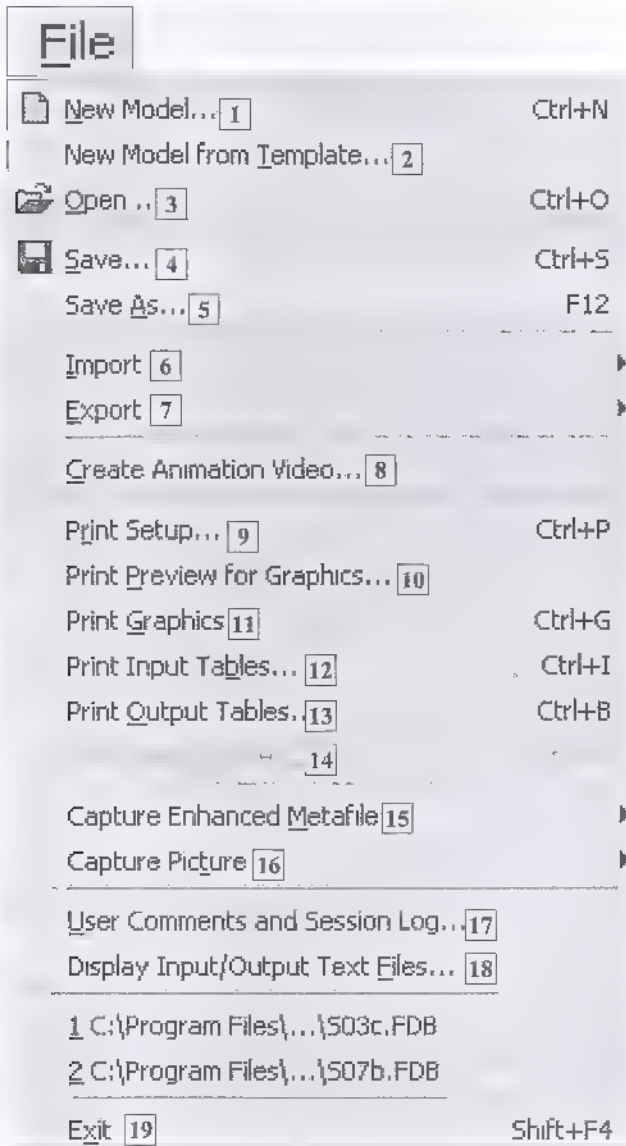 File
New Model... 1 Ctrl+N
New Model from Template... 2
Open .. 3 Ctrl+O
Save... 4 Ctrl+S
Save As... 5 F12
Import 6
Export 7
Create Animation Video... 8
Print Setup... 9 Ctrl+P
Print Preview for Graphics... 10
Print Graphics 11 Ctrl+G
Print Input Tables... 12 Ctrl+I
Print Output Tables.. 13 Ctrl+B
14
Capture Enhanced Metafile 15
Capture Picture 16
User Comments and Session Log... 17
Display Input/Output Text Files... 18
1 C:\Program Files\...\S03c.FDB
2 C:\Program Files\...\S07b.FDB
Exit 19 Shift+F4